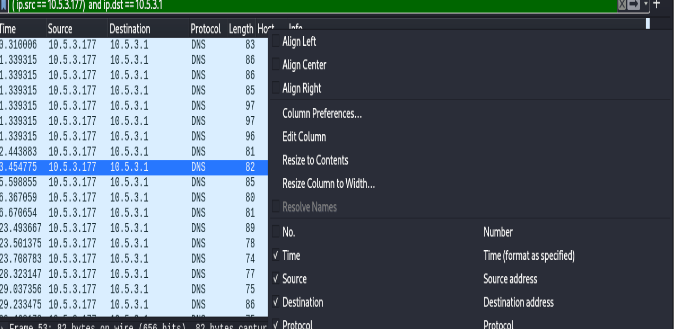 ( ip.src == 10.5.3.177) and ip.dst == 10.5.3.1
Time Source Destination Protocol Length Host Info
0.310006 10.5.3.177 10.5.3.1 DNS 83
1.339315 10.5.3.177 10.5.3.1 DNS 86
1.339315 10.5.3.177 10.5.3.1 DNS 86
1.339315 10.5.3.177 10.5.3.1 DNS 85
1.339315 10.5.3.177 10.5.3.1 DNS 97
1.339315 10.5.3.177 10.5.3.1 DNS 97
1.339315 10.5.3.177 10.5.3.1 DNS 96
2.443883 10.5.3.177 10.5.3.1 DNS 81
3.454775 10.5.3.177 10.5.3.1 DNS 82
5.598855 10.5.3.177 10.5.3.1 DNS 85
6.367059 10.5.3.177 10.5.3.1 DNS 80
6.670654 10.5.3.177 10.5.3.1 DNS 81
23.493667 10.5.3.177 10.5.3.1 DNS 89
23.501375 10.5.3.177 10.5.3.1 DNS 78
23.708783 10.5.3.177 10.5.3.1 DNS 74
28.323147 10.5.3.177 10.5.3.1 DNS 77
29.037356 10.5.3.177 10.5.3.1 DNS 75
29.233475 10.5.3.177 10.5.3.1 DNS 86
Frame 53: 82 bytes on wire (656 bits), 82 bytes captur
Align Left
Align Center
Align Right
Column Preferences...
Edit Column
Resize to Contents
Resize Column to Width...
Resolve Names
No. Number
✓ Time Time (format as specified)
✓ Source Source address
✓ Destination Destination address
✓ Protocol Protocol